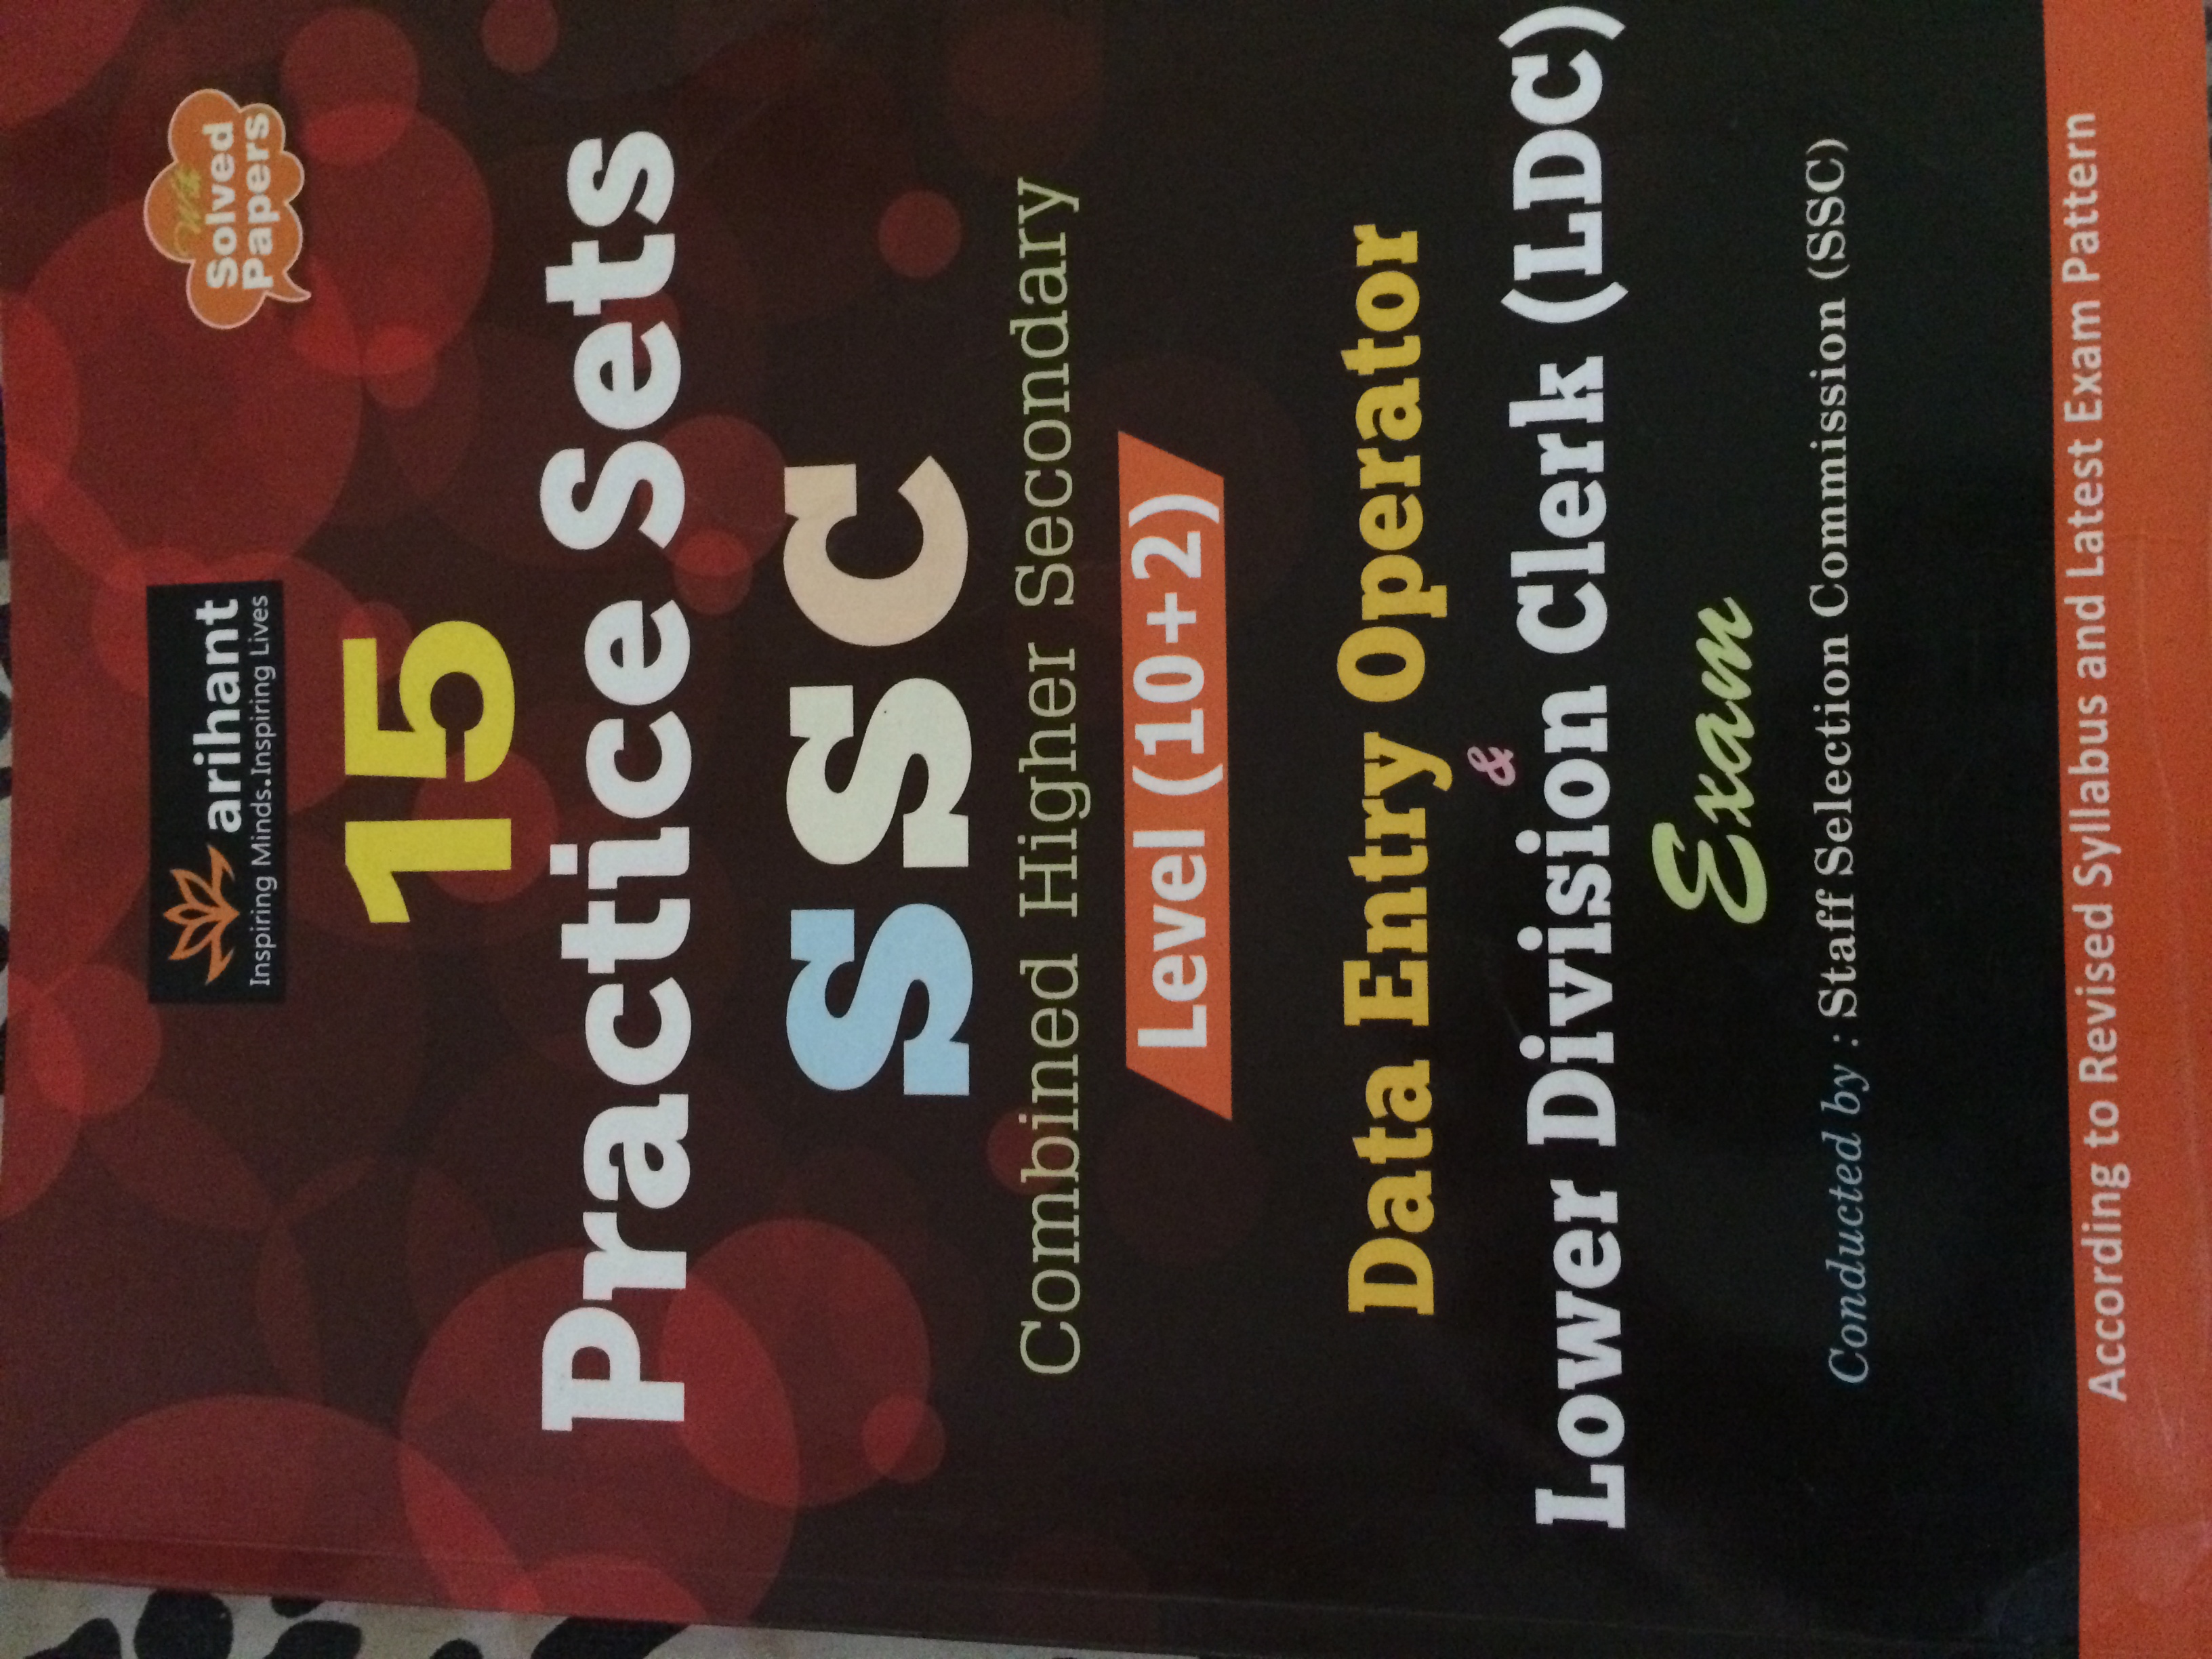 arihant
Inspiring Minds.Inspiring Lives
With
Solved
Papers
15
Practice Sets
SSC
Combined Higher Secondary
Level (10+2)
Data Entry Operator
&
Lower Division Clerk (LDC)
Exam
Conducted by : Staff Selection Commission (SSC)
According to Revised Syllabus and Latest Exam Pattern